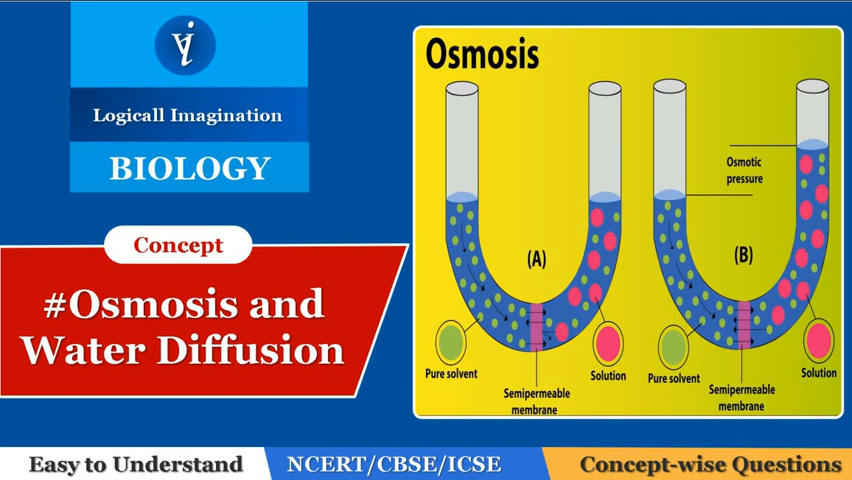 Logicall Imagination
BIOLOGY
Concept
#Osmosis and
Water Diffusion
Osmosis
Osmotic
pressure
(A)
(B)
Pure solvent
Solution
Semipermeable
membrane
Pure solvent
Solution
Semipermeable
membrane
Easy to Understand
NCERT/CBSE/ICSE
Concept-wise Questions